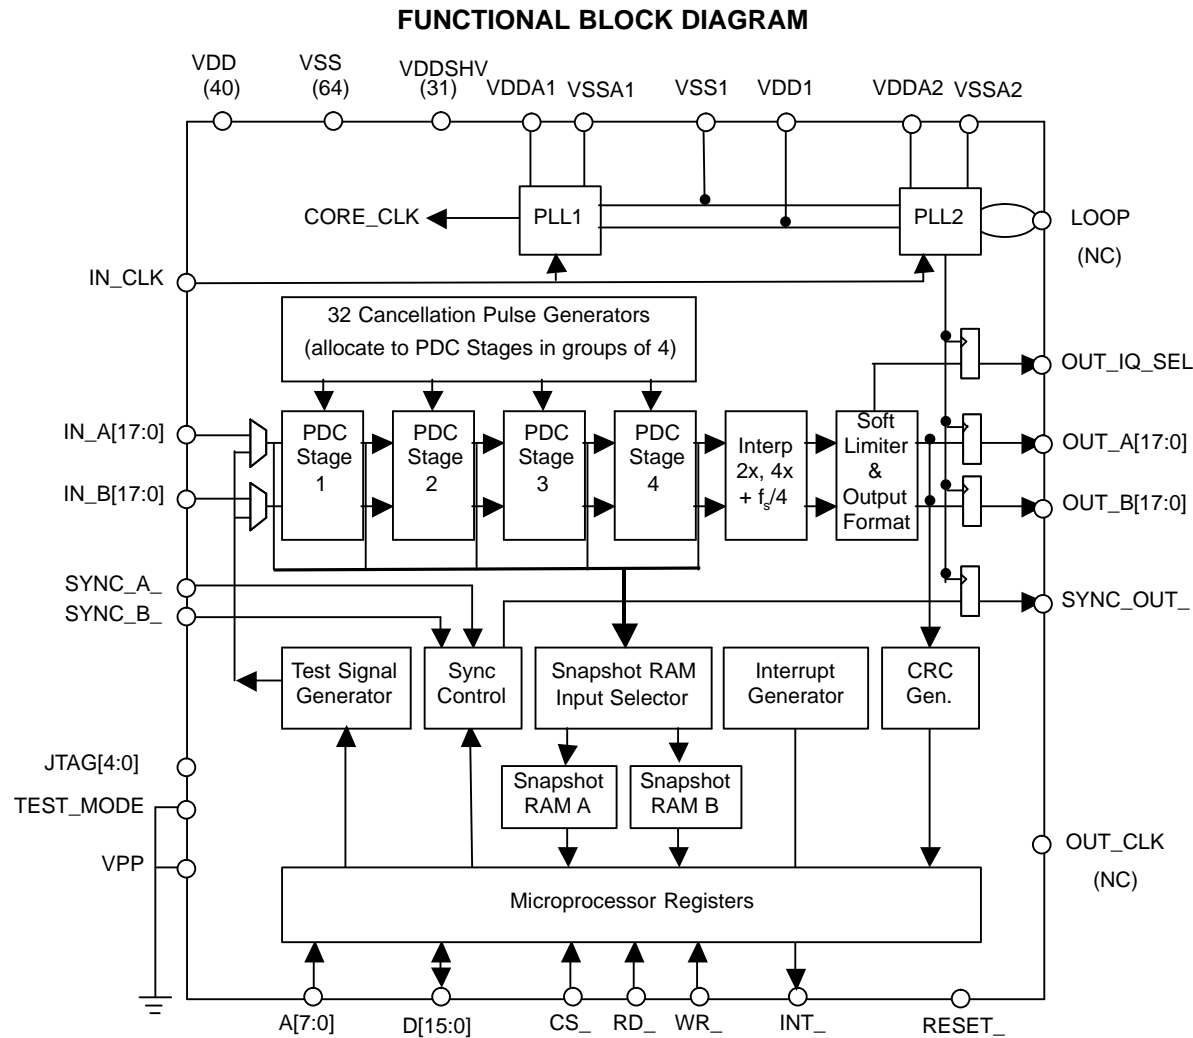 FUNCTIONAL BLOCK DIAGRAM
VDD
(40)
VSS
(64)
VDDSHV
(31)
VDDA1
VSSA1
VSS1
VDD1
VDDA2
VSSA2
CORE_CLK
PLL1
PLL2
LOOP
(NC)
IN_CLK
32 Cancellation Pulse Generators
(allocate to PDC Stages in groups of 4)
OUT_IQ_SEL
IN_A[17:0]
IN_B[17:0]
PDC
Stage
1
PDC
Stage
2
PDC
Stage
3
PDC
Stage
4
Interp
2x, 4x
+ fs/4
Soft
Limiter
&
Output
Format
OUT_A[17:0]
OUT_B[17:0]
SYNC_A_
SYNC_B_
SYNC_OUT_
Test Signal
Generator
Sync
Control
Snapshot RAM
Input Selector
Interrupt
Generator
CRC
Gen.
JTAG[4:0]
TEST_MODE
VPP
Snapshot
RAM A
Snapshot
RAM B
OUT_CLK
(NC)
Microprocessor Registers
A[7:0]
D[15:0]
CS_
RD_
WR_
INT_
RESET_